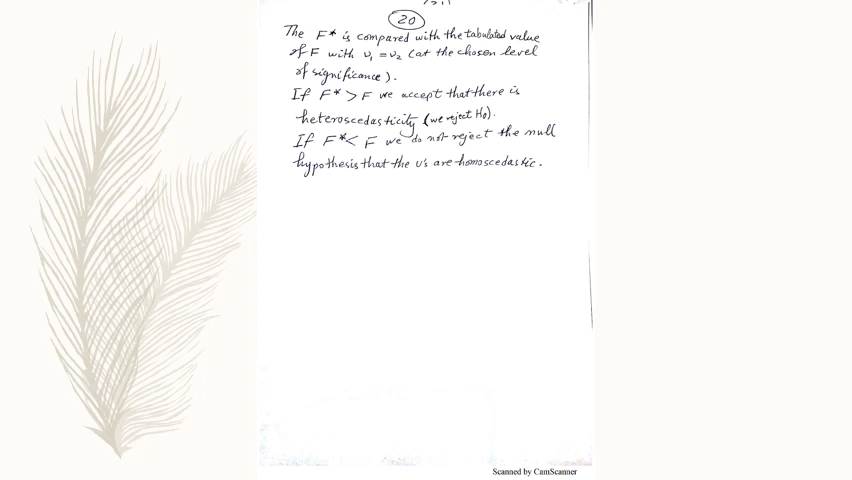 20
The F* is compared with the tabulated value
of F with ν₁ = ν₂ (at the chosen level
of significance).
If F* > F we accept that there is
heteroscedasticity (we reject H₀).
If F* < F we do not reject the null
hypothesis that the u's are homoscedastic.
Scanned by CamScanner